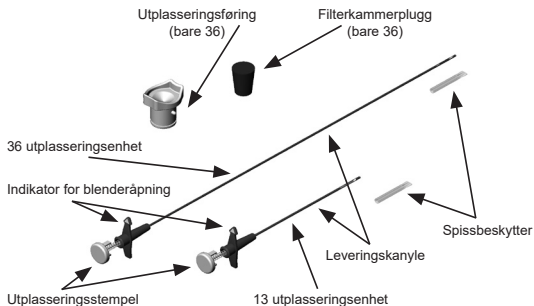 Utplasseringsføring
(bare 36)
Filterkammerplugg
(bare 36)
36 utplasseringsenhet
Indikator for blenderåpning
Spissbeskytter
Leveringskanyle
Utplasseringsstempel
13 utplasseringsenhet